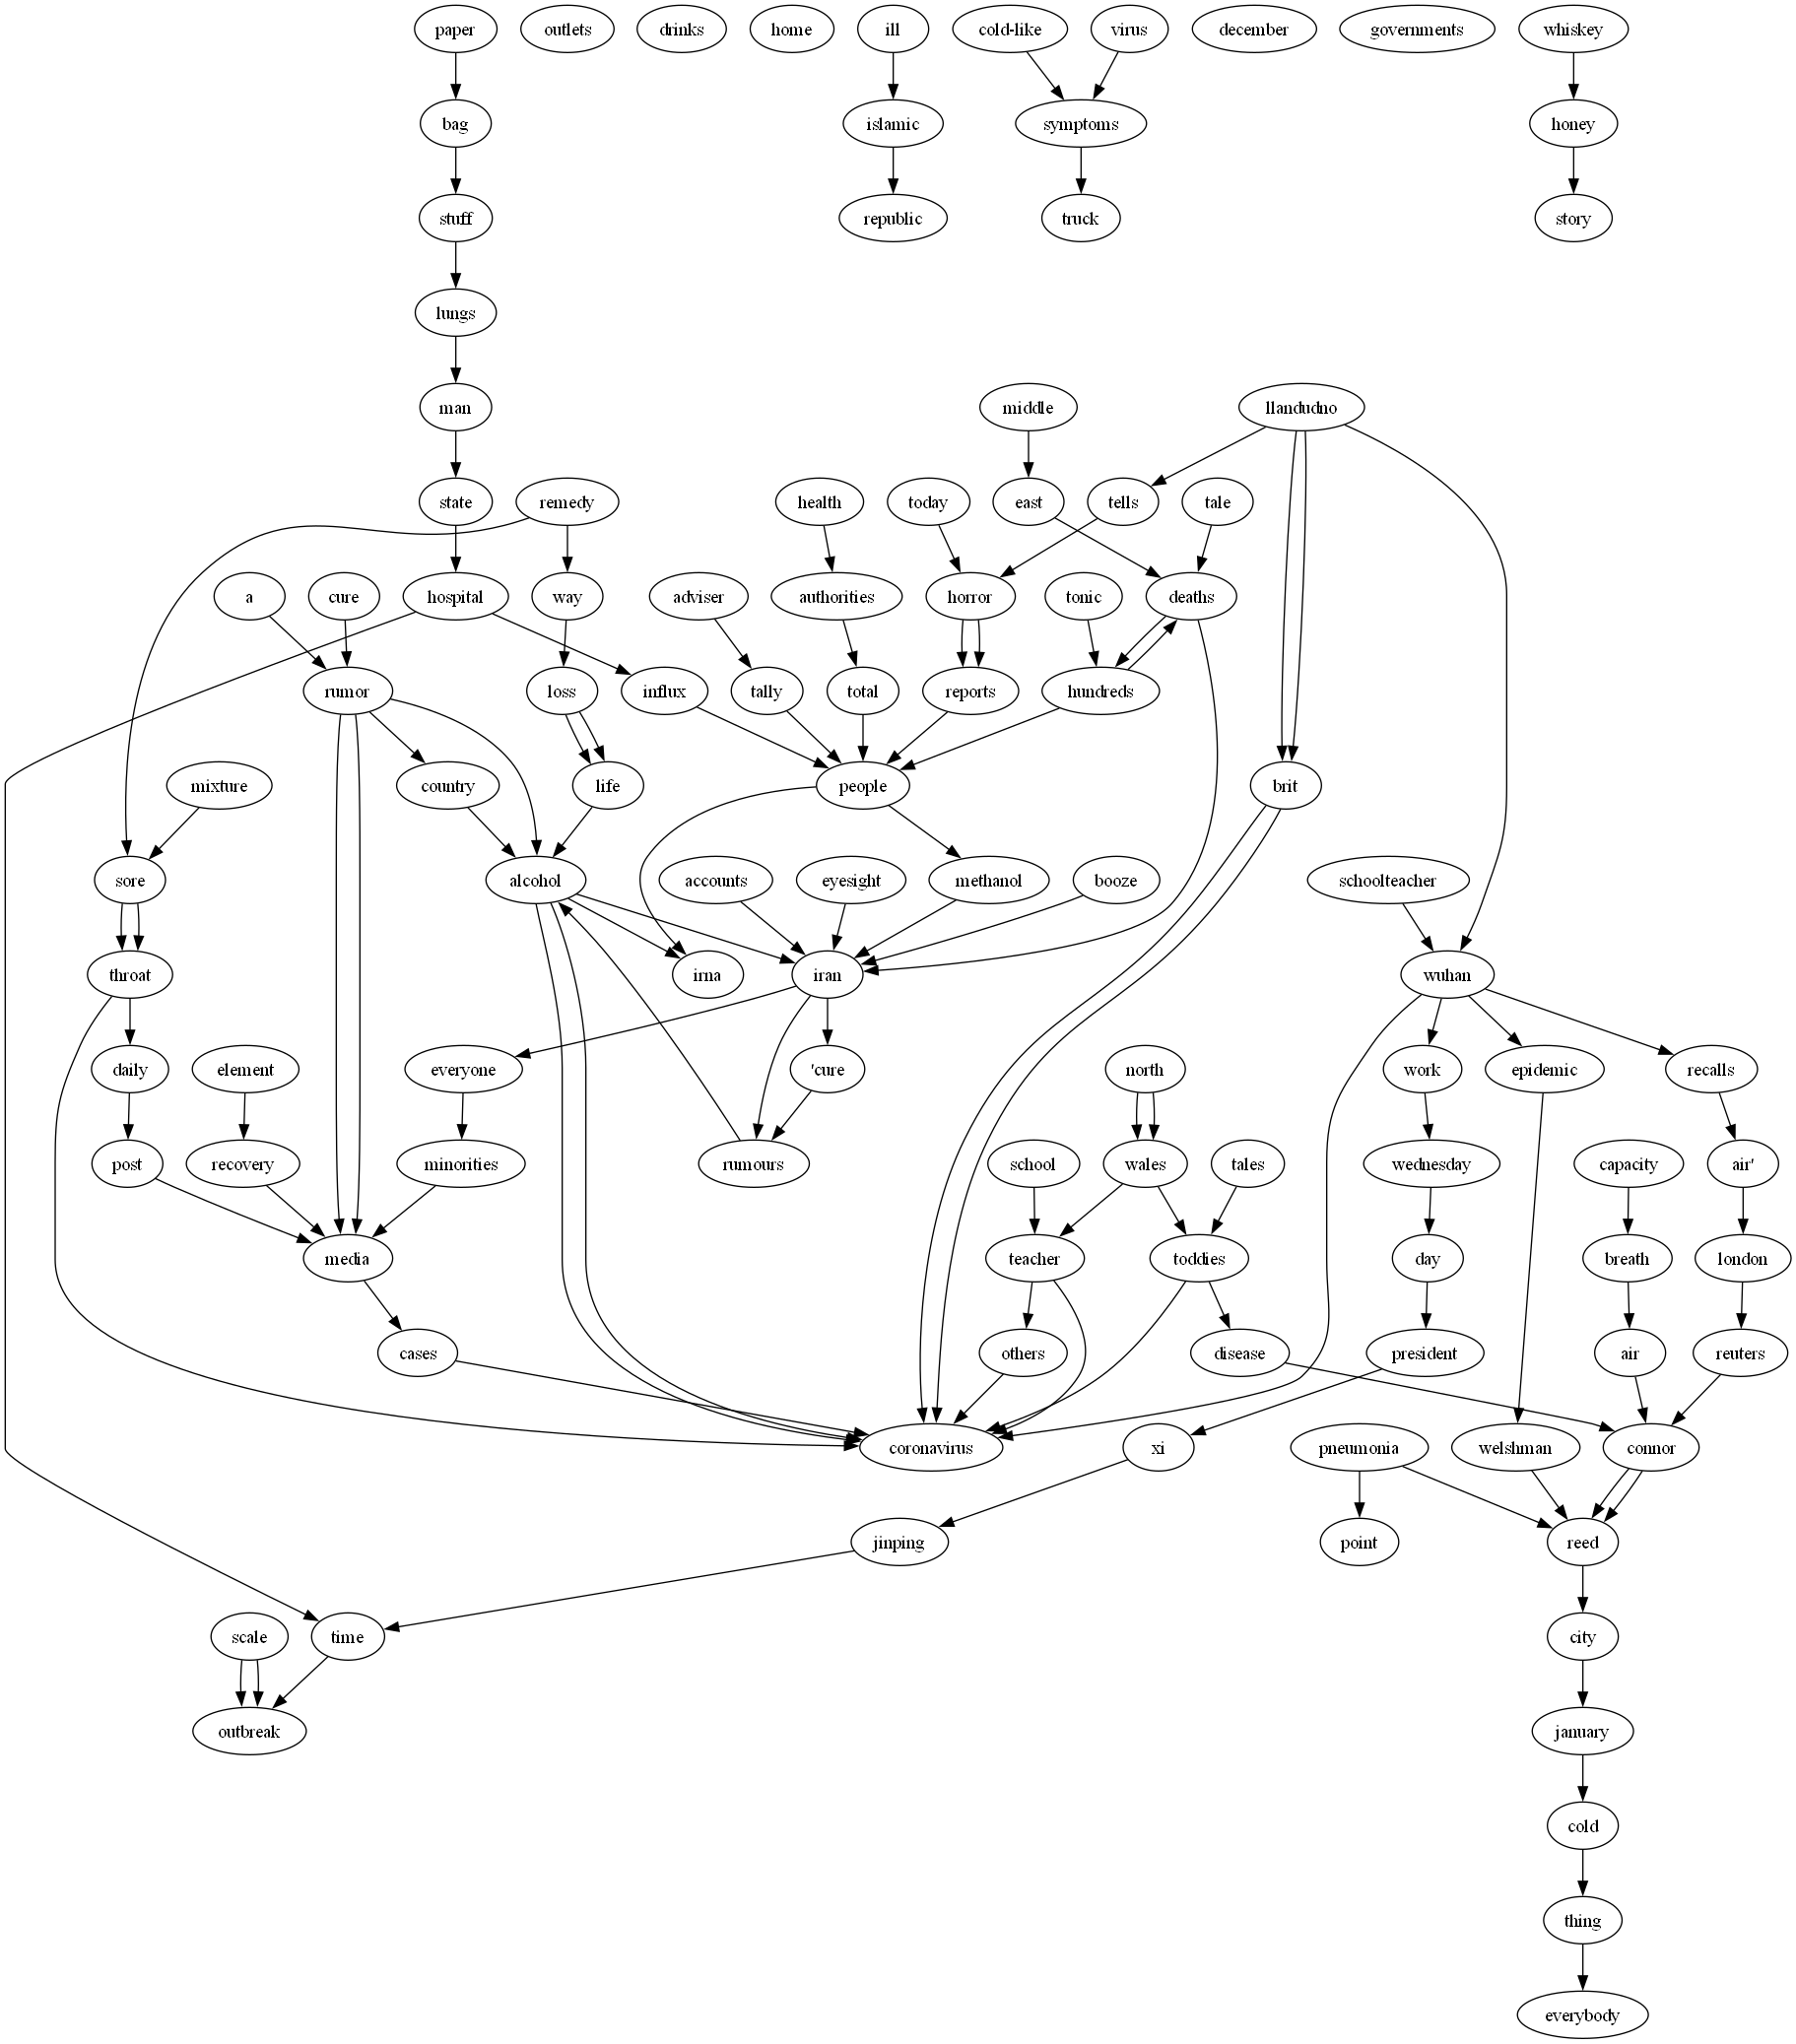 paper
outlets
drinks
home
ill
cold-like
virus
december
governments
whiskey
bag
islamic
symptoms
honey
stuff
republic
truck
story
lungs
man
middle
llandudno
state
remedy
health
today
east
tells
tale
a
cure
hospital
way
adviser
authorities
horror
tonic
deaths
rumor
loss
influx
tally
total
reports
hundreds
mixture
country
life
people
brit
sore
alcohol
accounts
eyesight
methanol
booze
schoolteacher
throat
irna
iran
wuhan
daily
element
everyone
'cure
north
work
epidemic
recalls
post
recovery
minorities
rumours
school
wales
tales
wednesday
capacity
air'
media
teacher
toddies
day
breath
london
cases
others
disease
president
air
reuters
coronavirus
xi
pneumonia
welshman
connor
jinping
point
reed
scale
time
city
outbreak
january
cold
thing
everybody